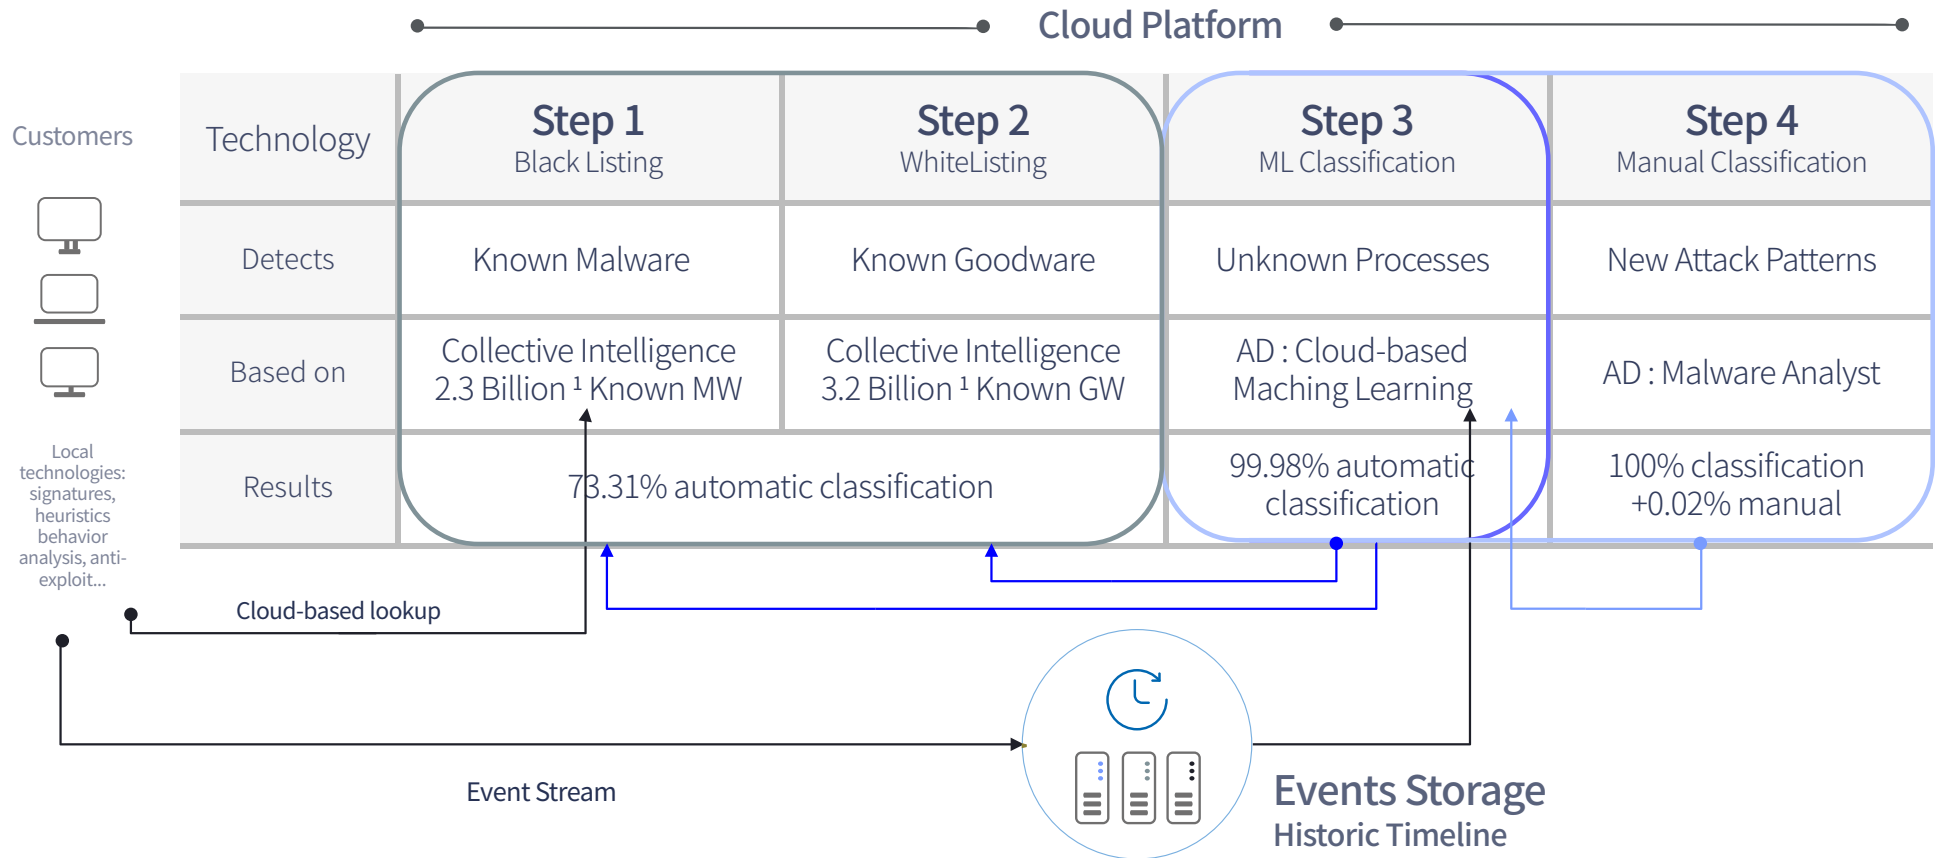 Cloud Platform
Customers
Technology
Step 1
Black Listing
Step 2
WhiteListing
Step 3
ML Classification
Step 4
Manual Classification
Detects
Known Malware
Known Goodware
Unknown Processes
New Attack Patterns
Based on
Collective Intelligence
2.3 Billion ¹ Known MW
Collective Intelligence
3.2 Billion ¹ Known GW
AD : Cloud-based
Maching Learning
AD : Malware Analyst
Results
73.31% automatic classification
99.98% automatic
classification
100% classification
+0.02% manual
Local
technologies:
signatures,
heuristics
behavior
analysis, anti-
exploit...
Cloud-based lookup
Event Stream
Events Storage
Historic Timeline